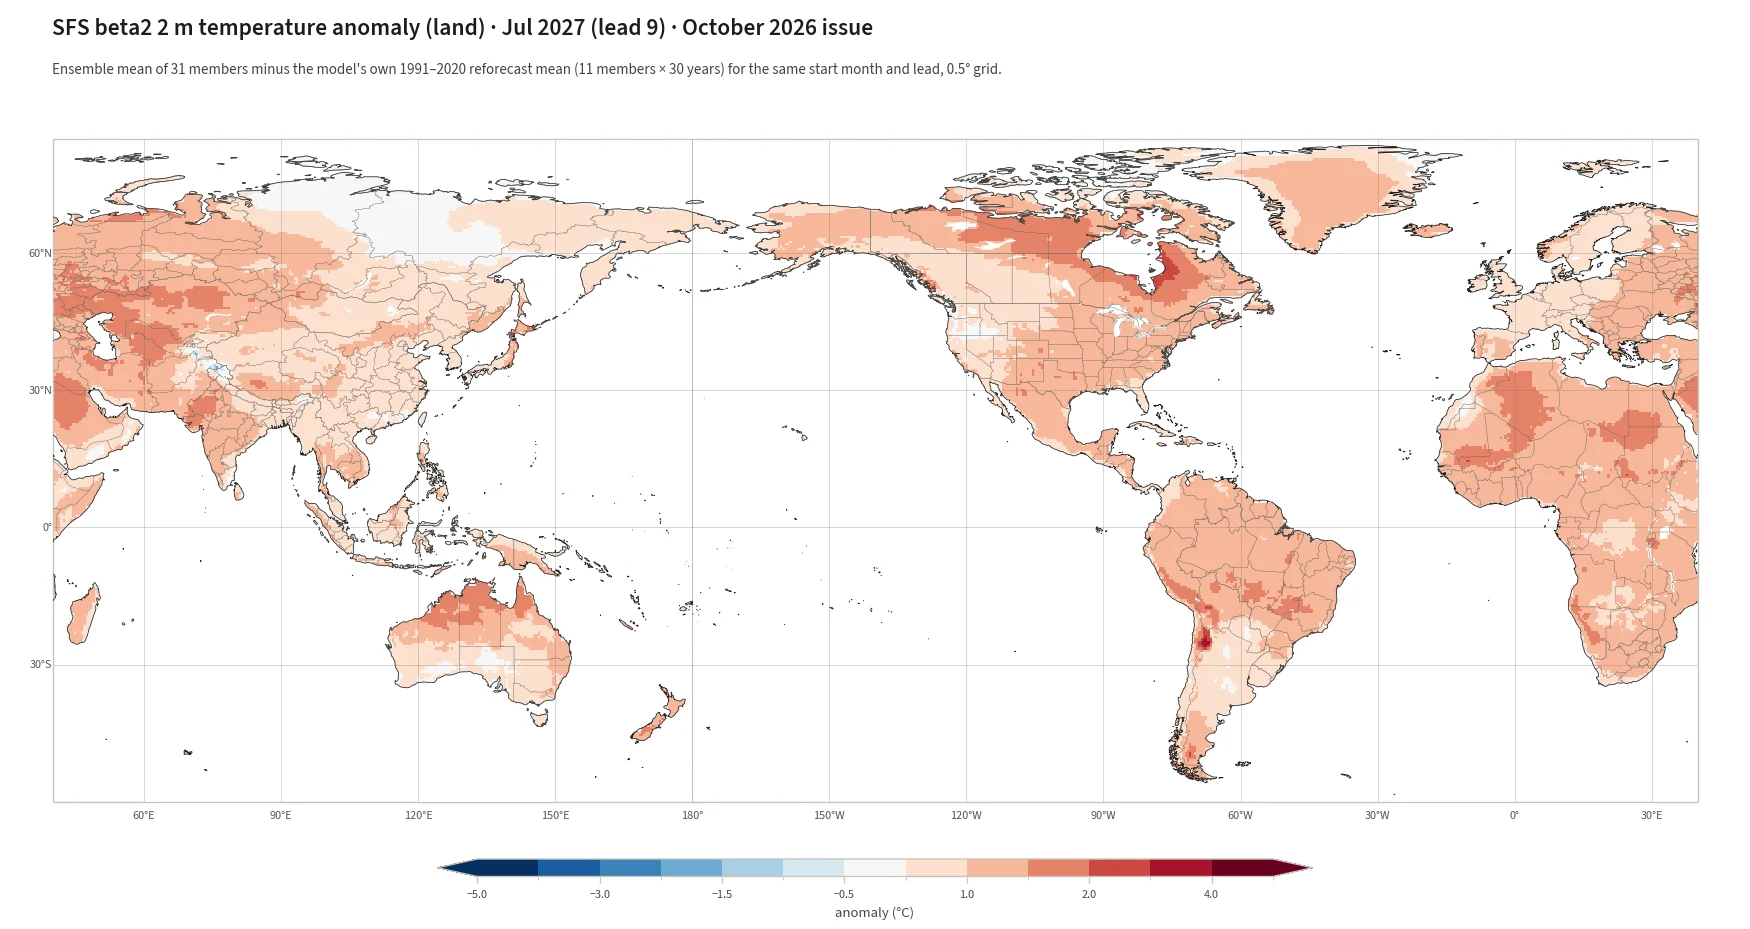 SFS beta2 2 m temperature anomaly (land) · Jul 2027 (lead 9) · October 2026 issue
Ensemble mean of 31 members minus the model's own 1991–2020 reforecast mean (11 members × 30 years) for the same start month and lead, 0.5° grid.
60°N
30°N
0°
30°S
60°E 90°E 120°E 150°E 180° 150°W 120°W 90°W 60°W 30°W 0° 30°E
−5.0 −3.0 −1.5 −0.5 1.0 2.0 4.0
anomaly (°C)